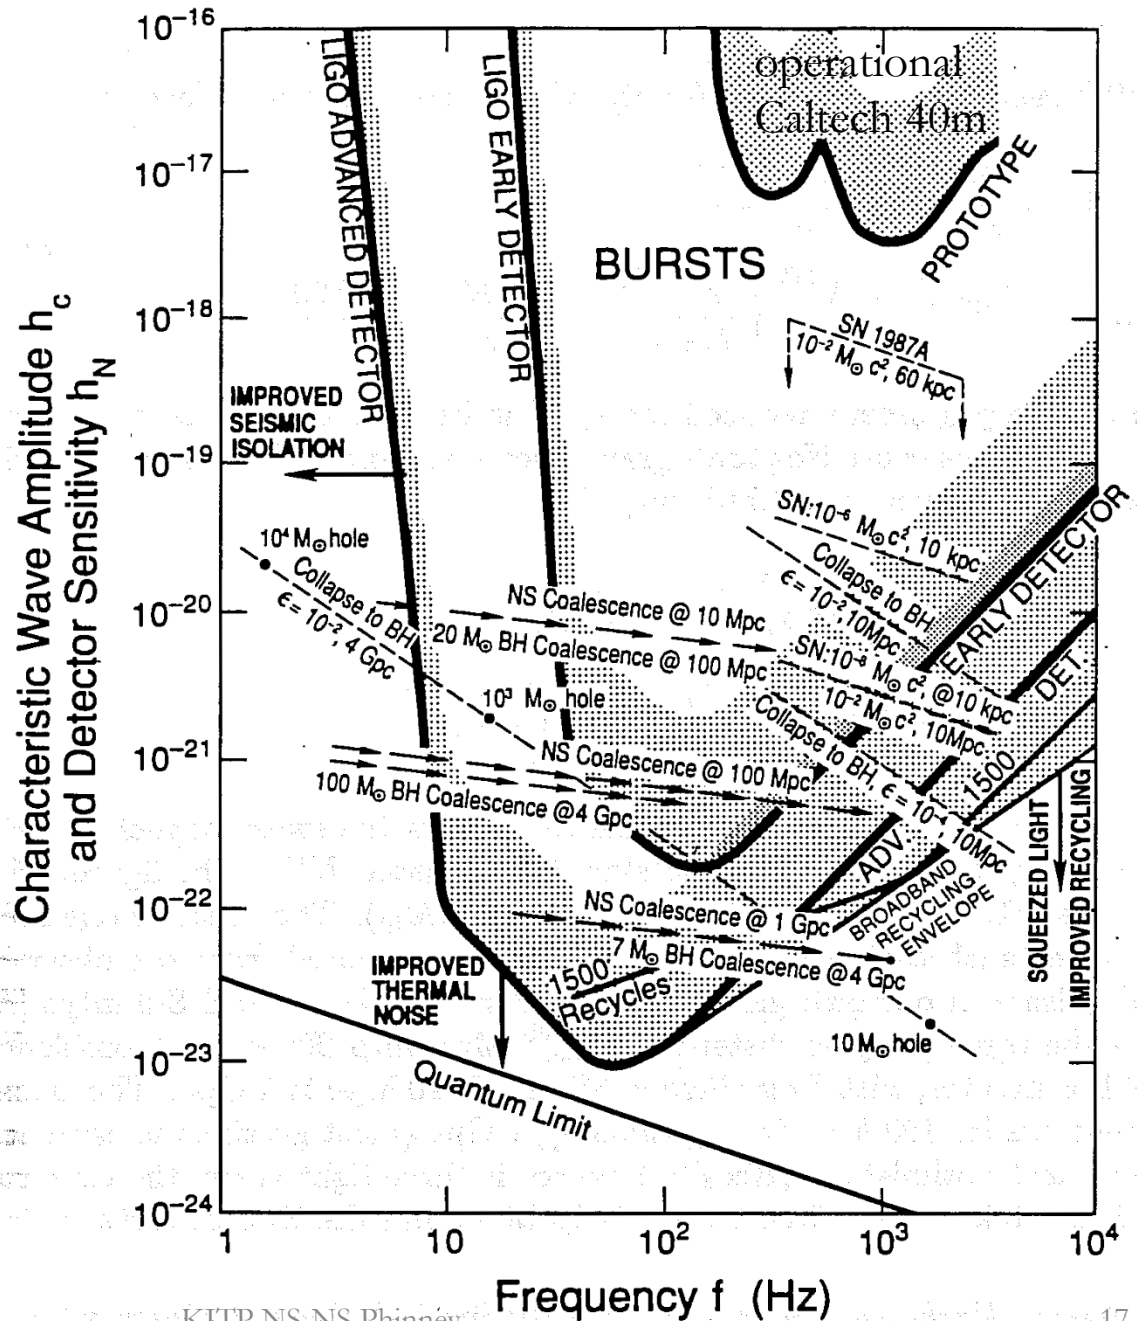 10⁻¹⁶
10⁻¹⁷
10⁻¹⁸
10⁻¹⁹
10⁻²⁰
10⁻²¹
10⁻²²
10⁻²³
10⁻²⁴
Characteristic Wave Amplitude h_c
and Detector Sensitivity h_N
LIGO ADVANCED DETECTOR
LIGO EARLY DETECTOR
operational
Caltech 40m
PROTOTYPE
BURSTS
SN 1987A
10⁻² M⊙ c², 60 kpc
IMPROVED
SEISMIC
ISOLATION
10⁴ M⊙ hole
Collapse to BH,
ϵ = 10⁻², 4 Gpc
10³ M⊙ hole
SN:10⁻⁶ M⊙ c², 10 kpc
Collapse to BH
ϵ = 10⁻², 10Mpc
EARLY DETECTOR
NS Coalescence @ 10 Mpc
20 M⊙ BH Coalescence @ 100 Mpc
SN:10⁻⁸ M⊙ c², @10 kpc
10⁻² M⊙ c², 10Mpc
Collapse to BH, ϵ = 10⁻⁴, 10Mpc
NS Coalescence @ 100 Mpc
100 M⊙ BH Coalescence @4 Gpc
ADV.
DET.
1500
BROADBAND
RECYCLING
ENVELOPE
SQUEEZED LIGHT
IMPROVED RECYCLING
NS Coalescence @ 1 Gpc
7 M⊙ BH Coalescence @4 Gpc
1500
Recycles
IMPROVED
THERMAL
NOISE
10 M⊙ hole
Quantum Limit
1
10
10²
10³
10⁴
Frequency f (Hz)
KITP NS-NS Phinney
17